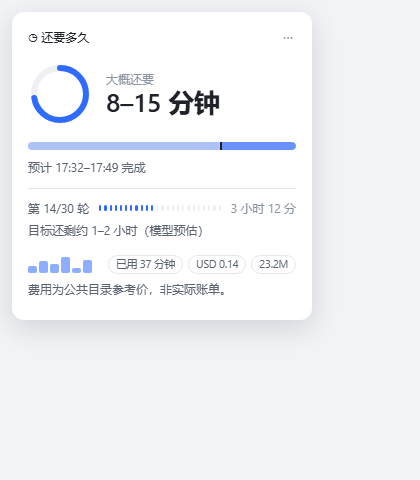 还要多久
···
大概还要
8–15 分钟
预计 17:32–17:49 完成
第 14/30 轮 3 小时 12 分
目标还剩约 1–2 小时（模型预估）
已用 37 分钟 USD 0.14 23.2M
费用为公共目录参考价，非实际账单。